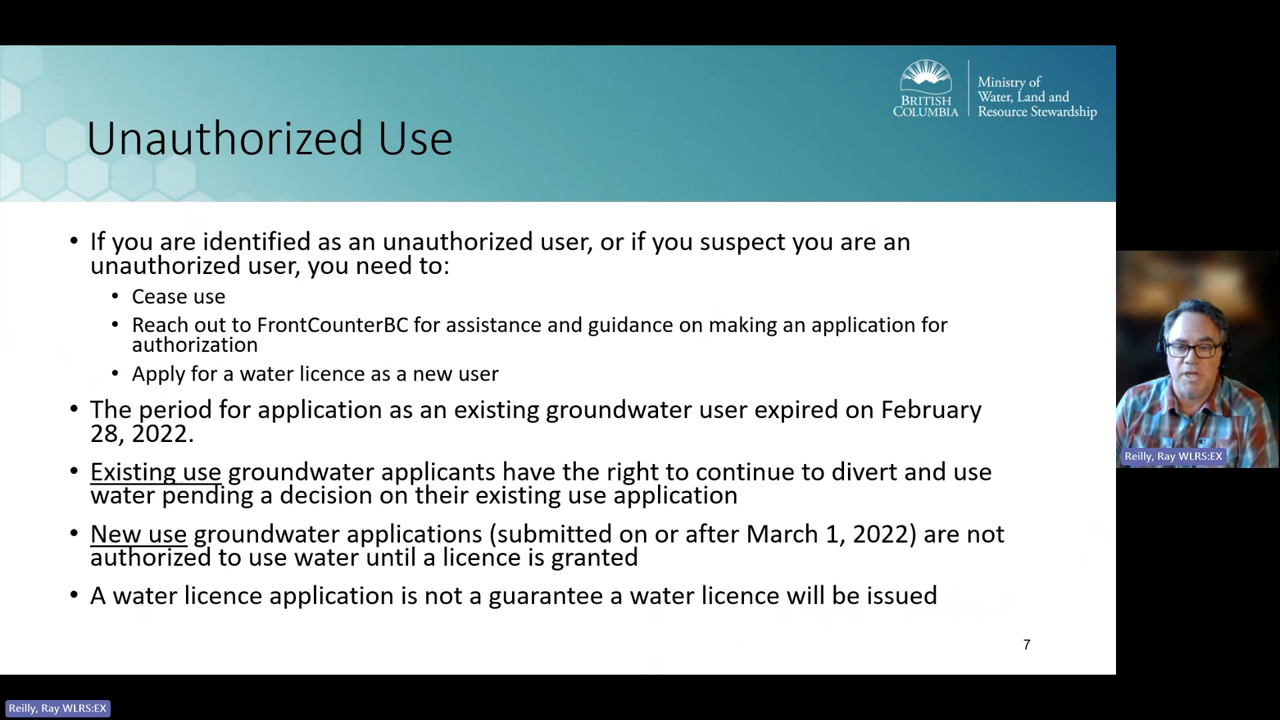 BRITISH
COLUMBIA
Ministry of
Water, Land and
Resource Stewardship
Unauthorized Use
• If you are identified as an unauthorized user, or if you suspect you are an
unauthorized user, you need to:
• Cease use
• Reach out to FrontCounterBC for assistance and guidance on making an application for
authorization
• Apply for a water licence as a new user
• The period for application as an existing groundwater user expired on February
28, 2022.
• Existing use groundwater applicants have the right to continue to divert and use
water pending a decision on their existing use application
• New use groundwater applications (submitted on or after March 1, 2022) are not
authorized to use water until a licence is granted
• A water licence application is not a guarantee a water licence will be issued
7
Reilly, Ray WLRS:EX
Reilly, Ray WLRS:EX